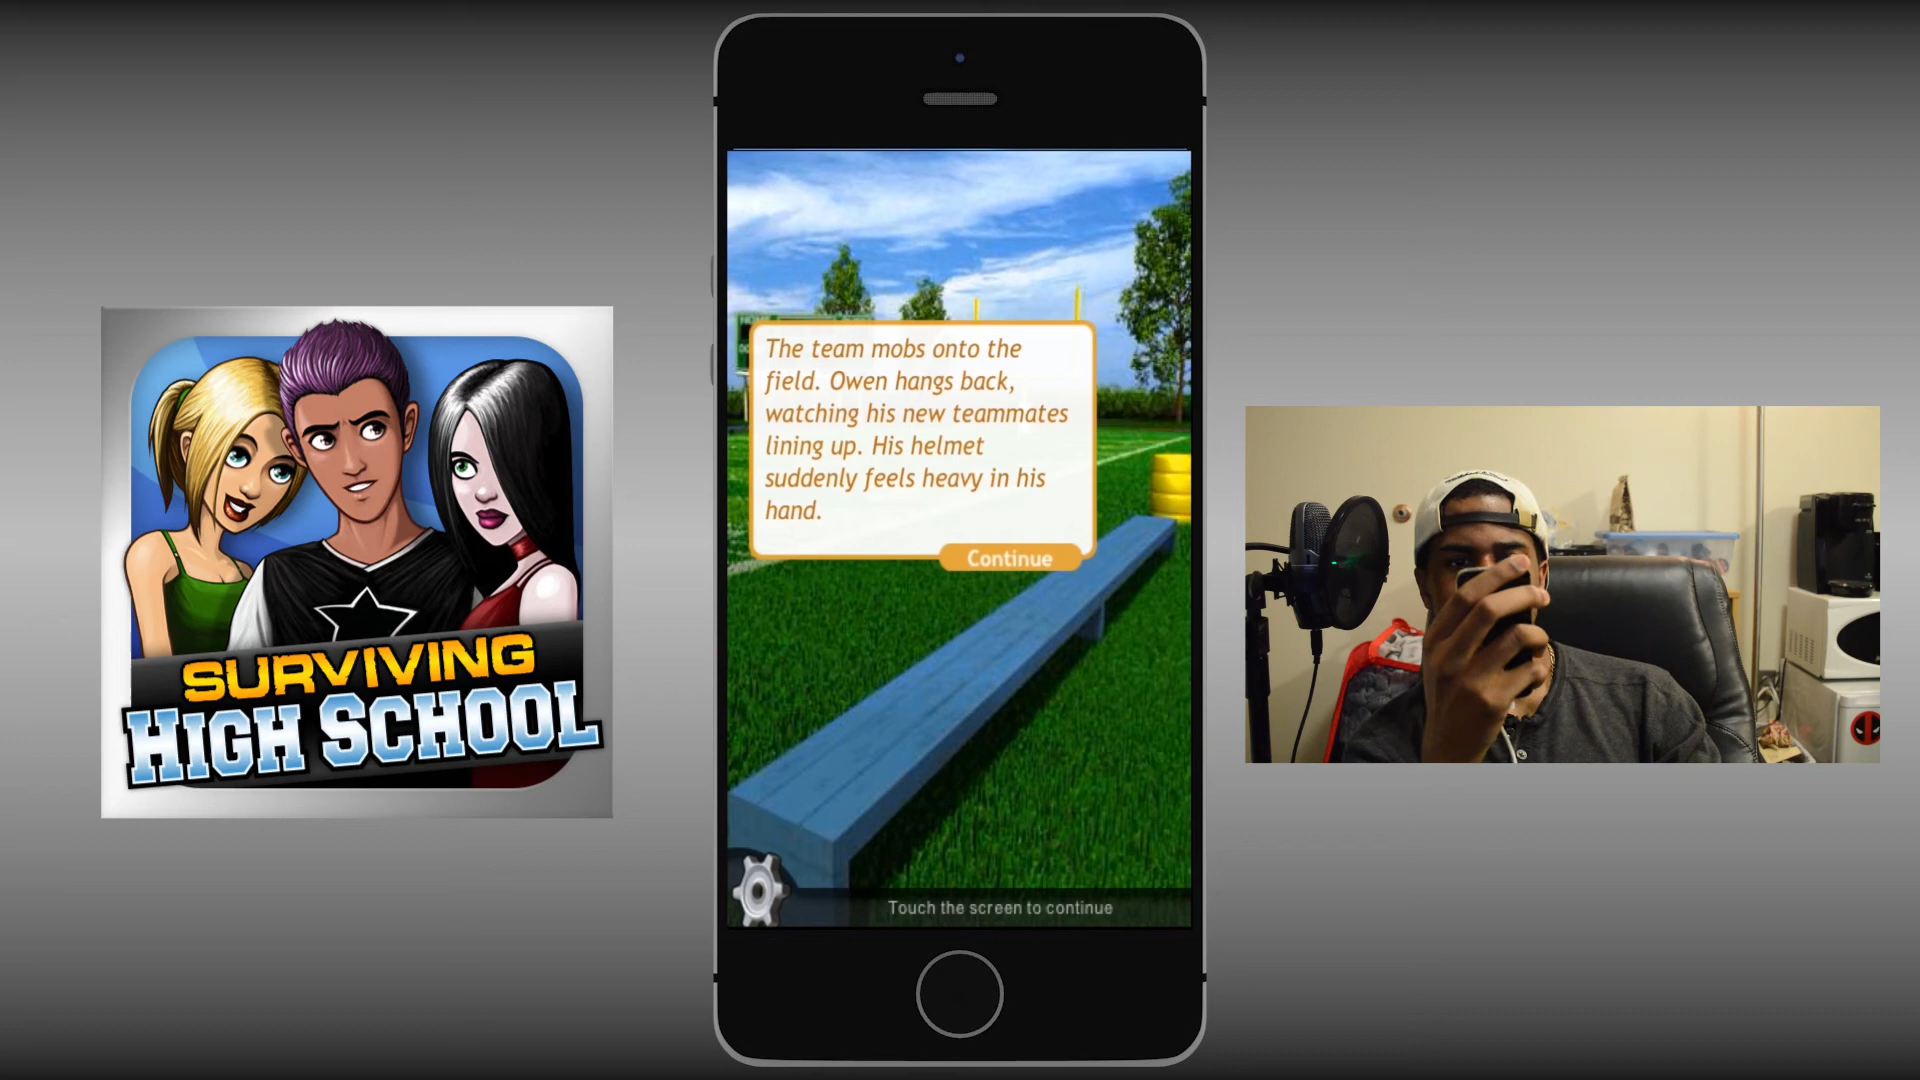 SURVIVING
HIGH SCHOOL
The team mobs onto the
field. Owen hangs back,
watching his new teammates
lining up. His helmet
suddenly feels heavy in his
hand.
Continue
Touch the screen to continue